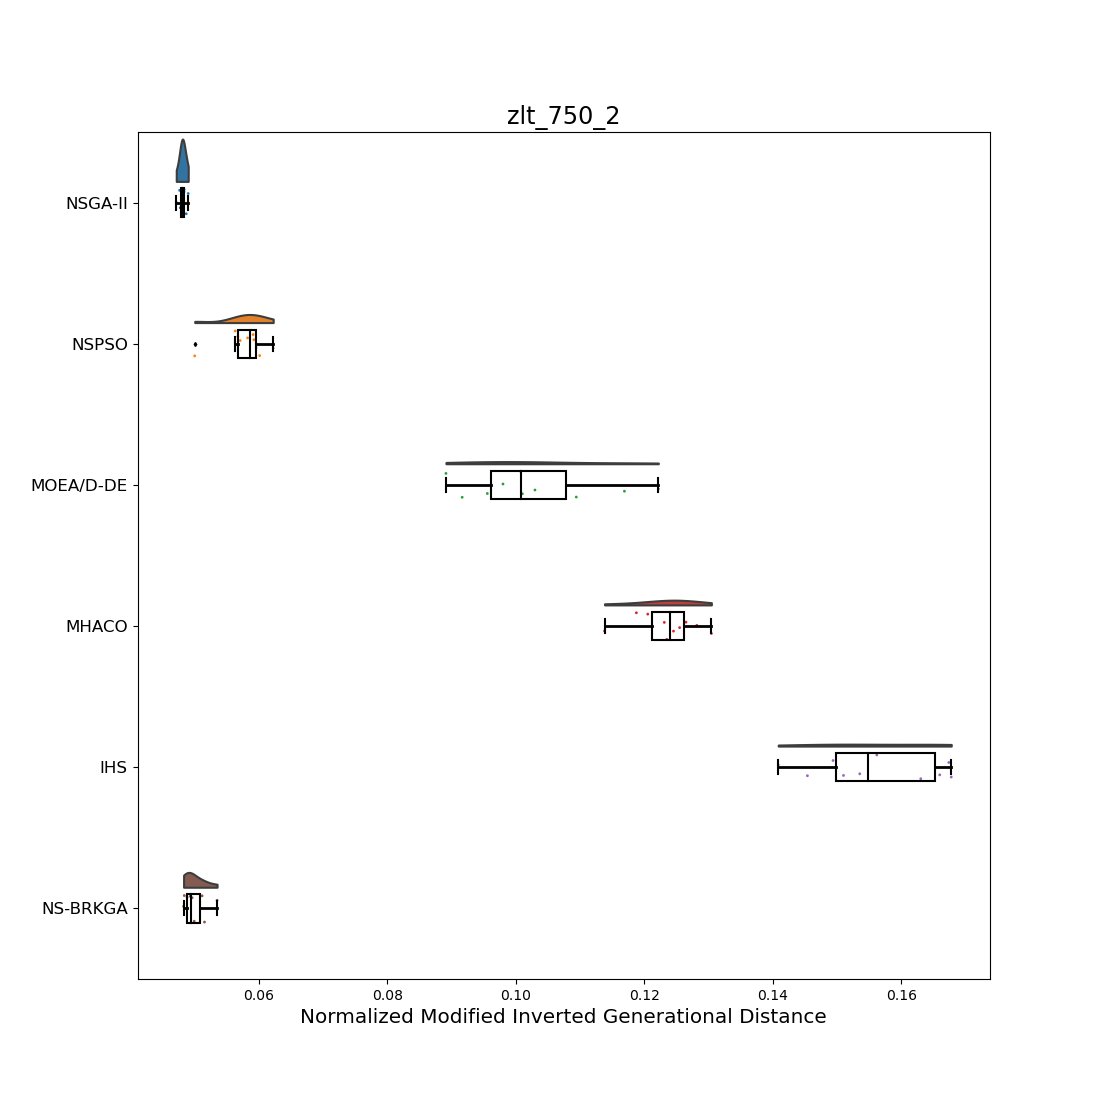 zlt_750_2
NSGA-II
NSPSO
MOEA/D-DE
MHACO
IHS
NS-BRKGA
0.06 0.08 0.10 0.12 0.14 0.16
Normalized Modified Inverted Generational Distance